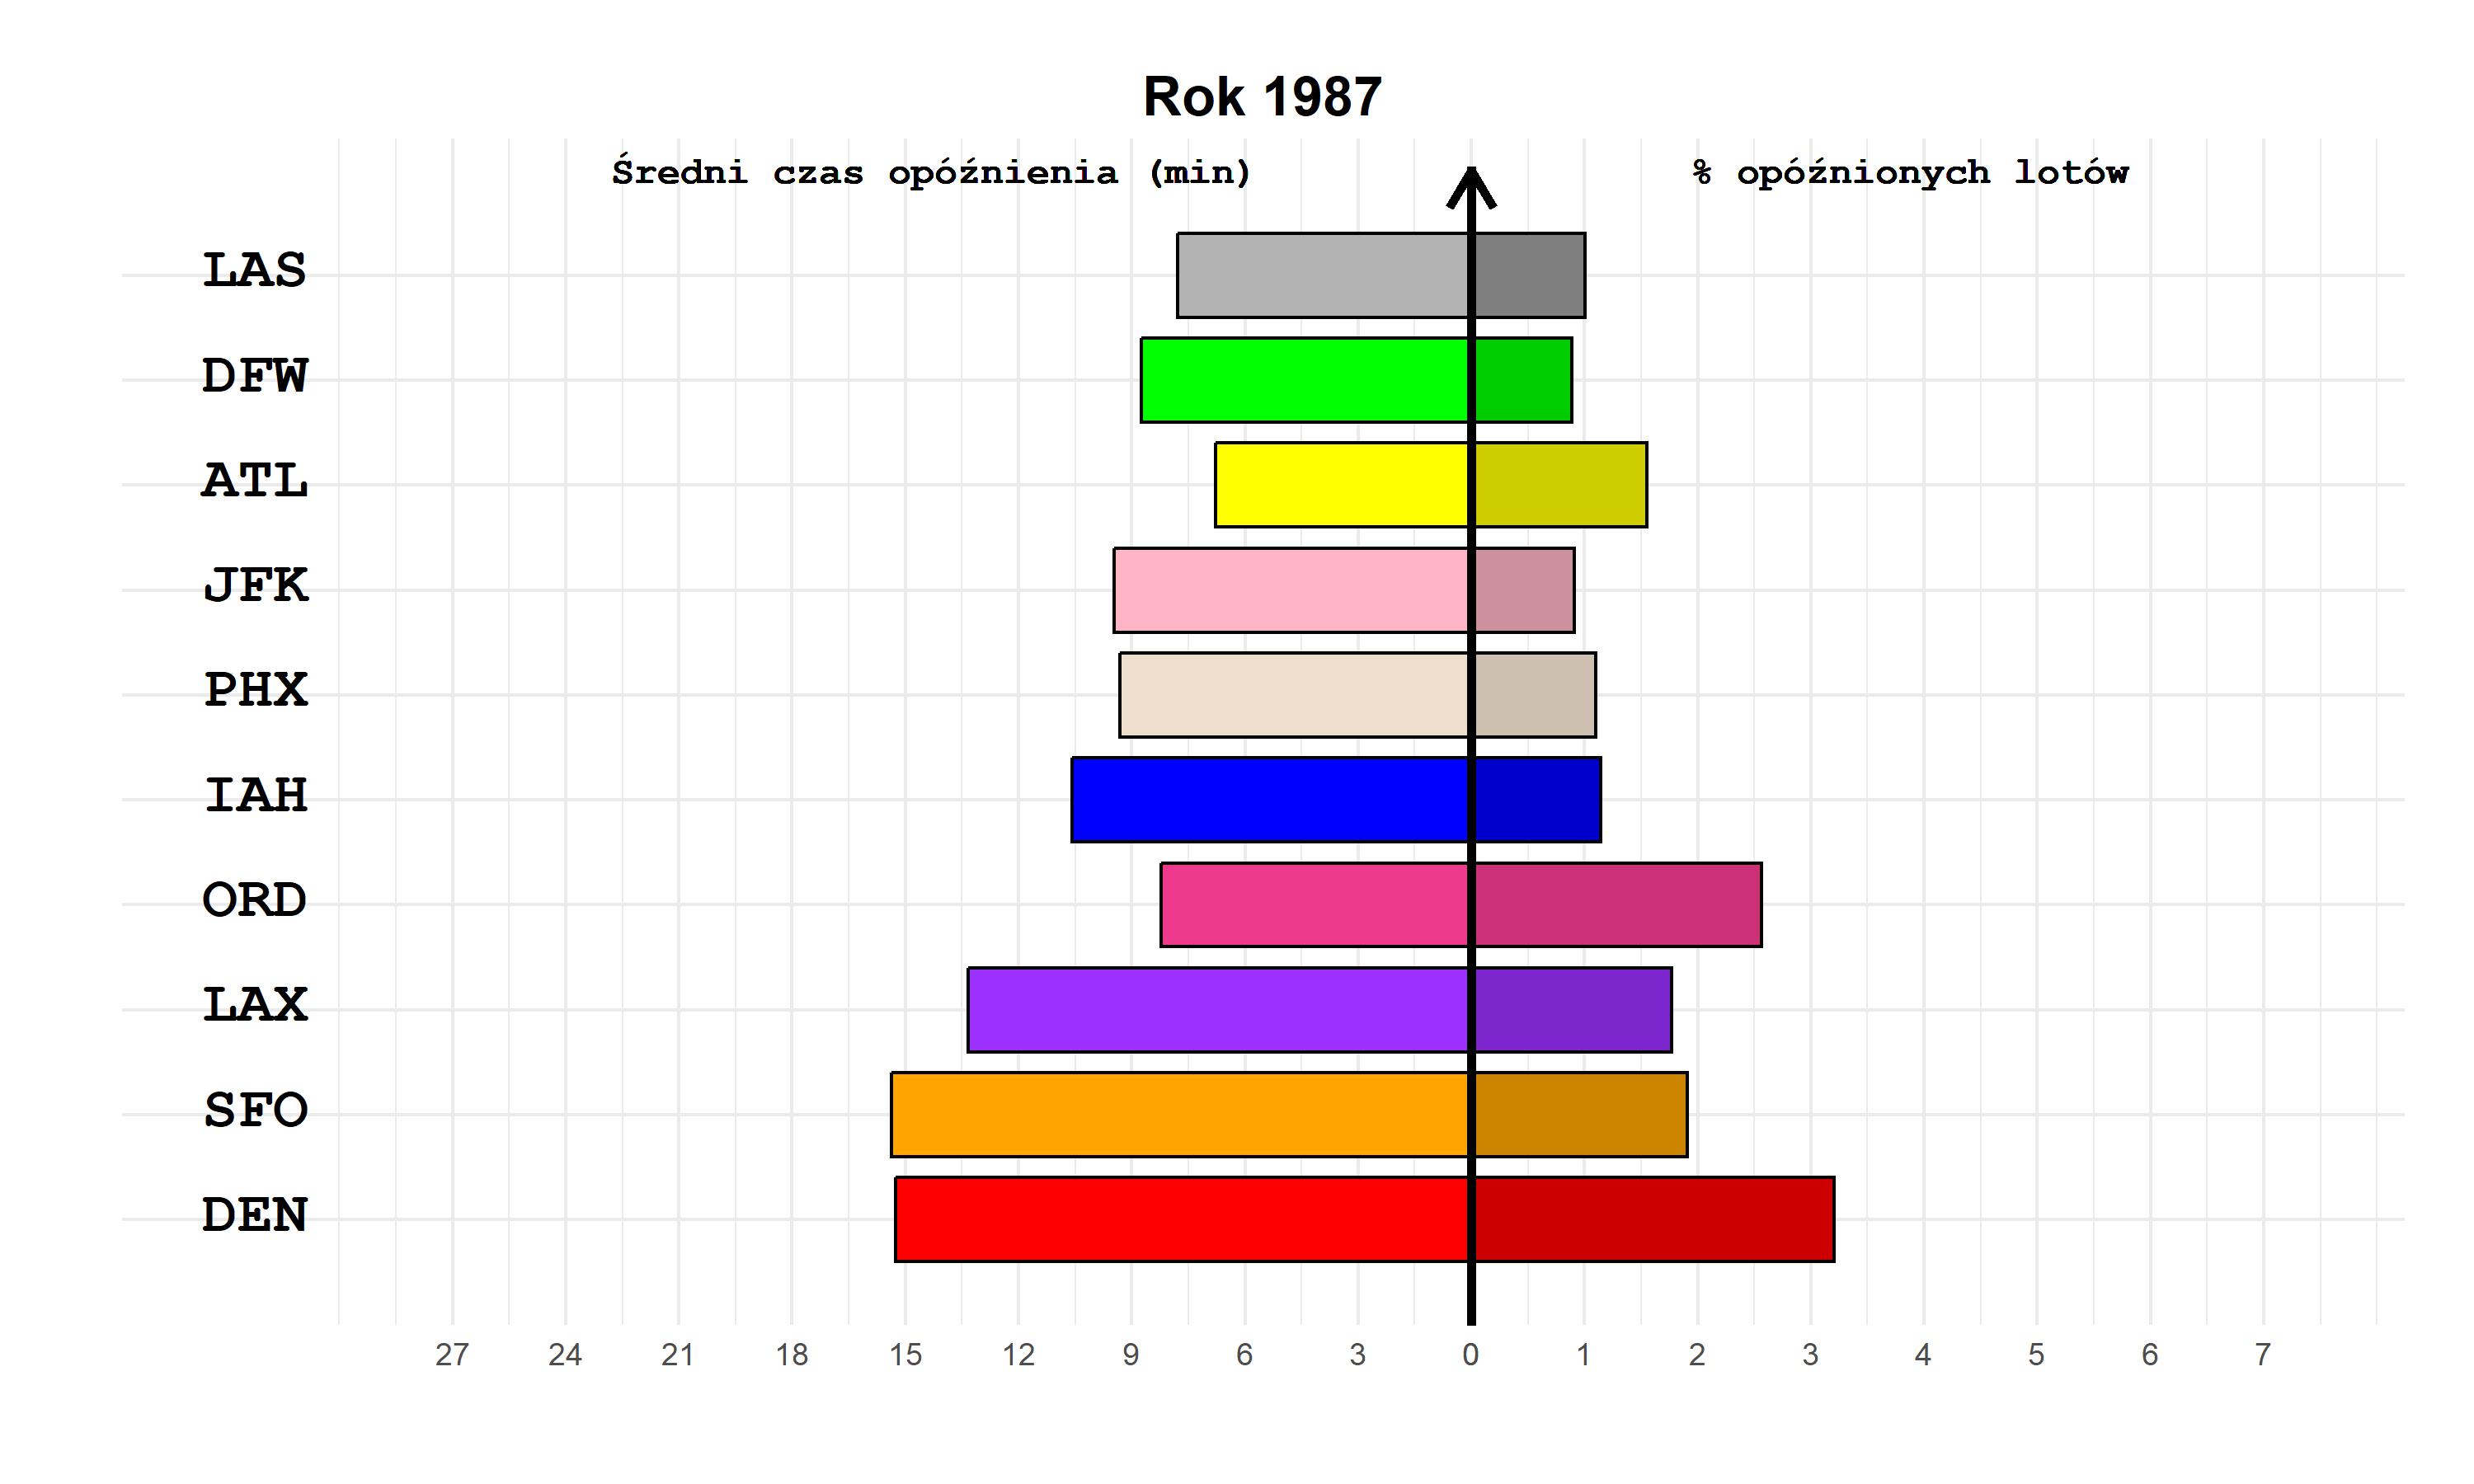 Rok 1987
Średni czas opóźnienia (min) % opóźnionych lotów
LAS
DFW
ATL
JFK
PHX
IAH
ORD
LAX
SFO
DEN
27 24 21 18 15 12 9 6 3 0 1 2 3 4 5 6 7